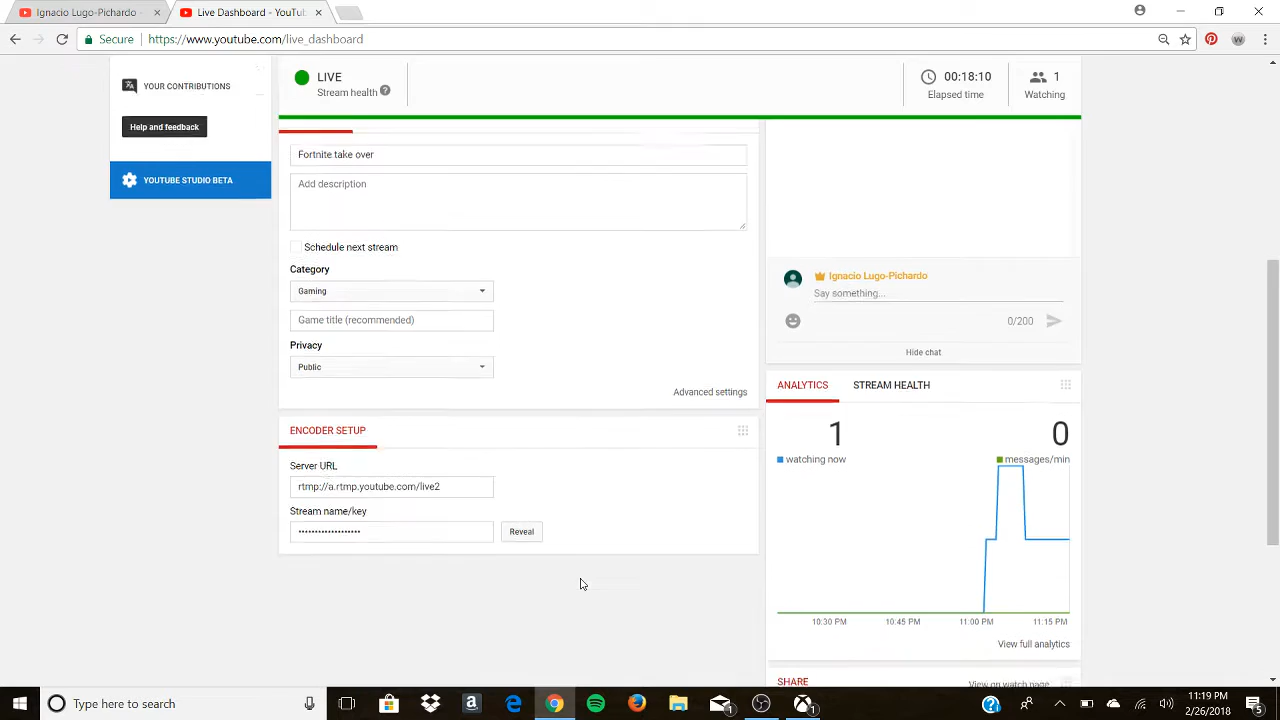 Ignacio Lugo-Pichardo -
Live Dashboard - YouTu
Secure
https://www.youtube.com/live_dashboard
YOUR CONTRIBUTIONS
Help and feedback
YOUTUBE STUDIO BETA
LIVE
Stream health
00:18:10
Elapsed time
1
Watching
Fortnite take over
Add description
Schedule next stream
Category
Gaming
Game title (recommended)
Privacy
Public
Advanced settings
ENCODER SETUP
Server URL
rtmp://a.rtmp.youtube.com/live2
Stream name/key
••••••••••••••••••
Reveal
Ignacio Lugo-Pichardo
Say something...
0/200
Hide chat
ANALYTICS
STREAM HEALTH
1
watching now
0
messages/min
10:30 PM
10:45 PM
11:00 PM
11:15 PM
View full analytics
SHARE
View on watch page
Type here to search
11:19 PM
2/26/2018